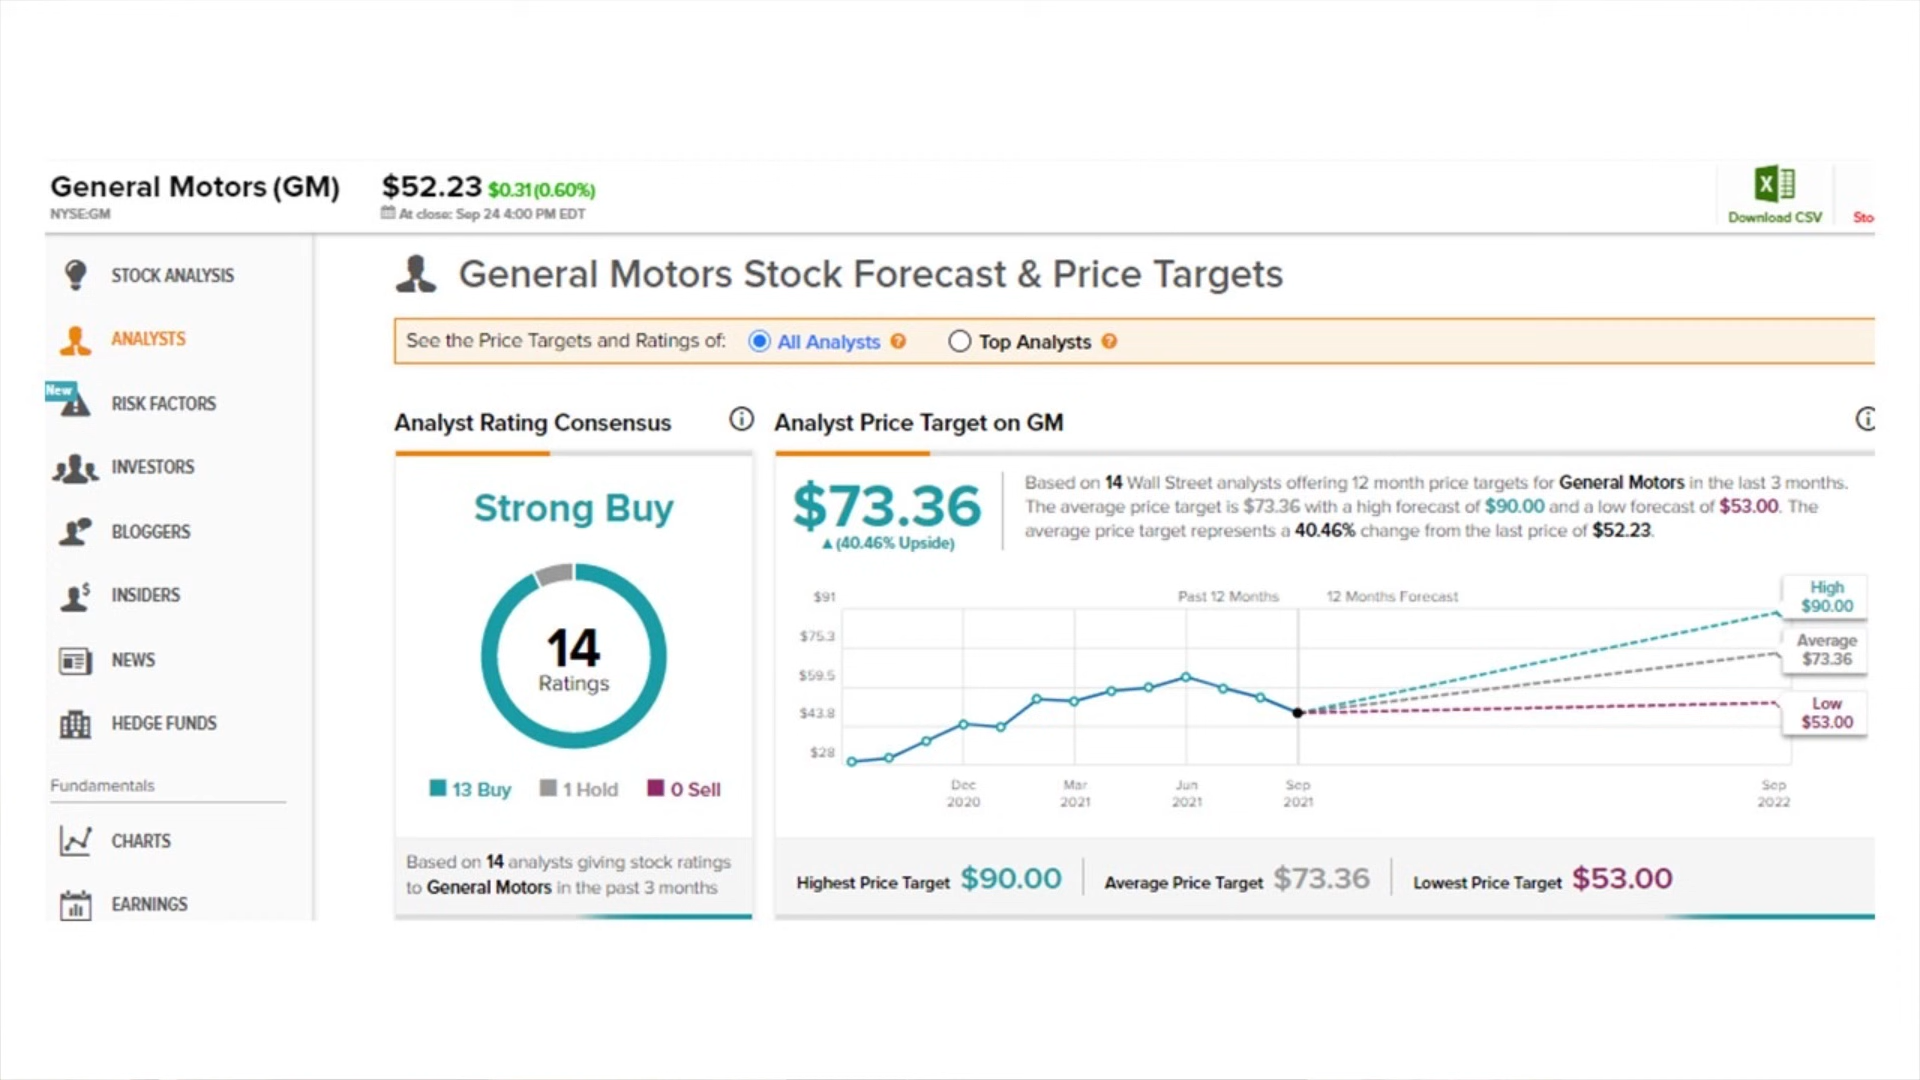 General Motors (GM)
NYSE:GM
$52.23 $0.31(0.60%)
At close: Sep 24 4:00 PM EDT
Download CSV
Sto
STOCK ANALYSIS
ANALYSTS
New
RISK FACTORS
INVESTORS
BLOGGERS
INSIDERS
NEWS
HEDGE FUNDS
Fundamentals
CHARTS
EARNINGS
General Motors Stock Forecast & Price Targets
See the Price Targets and Ratings of: All Analysts ? Top Analysts ?
Analyst Rating Consensus
Strong Buy
14
Ratings
13 Buy 1 Hold 0 Sell
Based on 14 analysts giving stock ratings
to General Motors in the past 3 months
Analyst Price Target on GM
$73.36
▲(40.46% Upside)
Based on 14 Wall Street analysts offering 12 month price targets for General Motors in the last 3 months.
The average price target is $73.36 with a high forecast of $90.00 and a low forecast of $53.00. The
average price target represents a 40.46% change from the last price of $52.23.
Past 12 Months 12 Months Forecast
$91
$75.3
$59.5
$43.8
$28
High
$90.00
Average
$73.36
Low
$53.00
Dec
2020
Mar
2021
Jun
2021
Sep
2021
Sep
2022
Highest Price Target $90.00 Average Price Target $73.36 Lowest Price Target $53.00